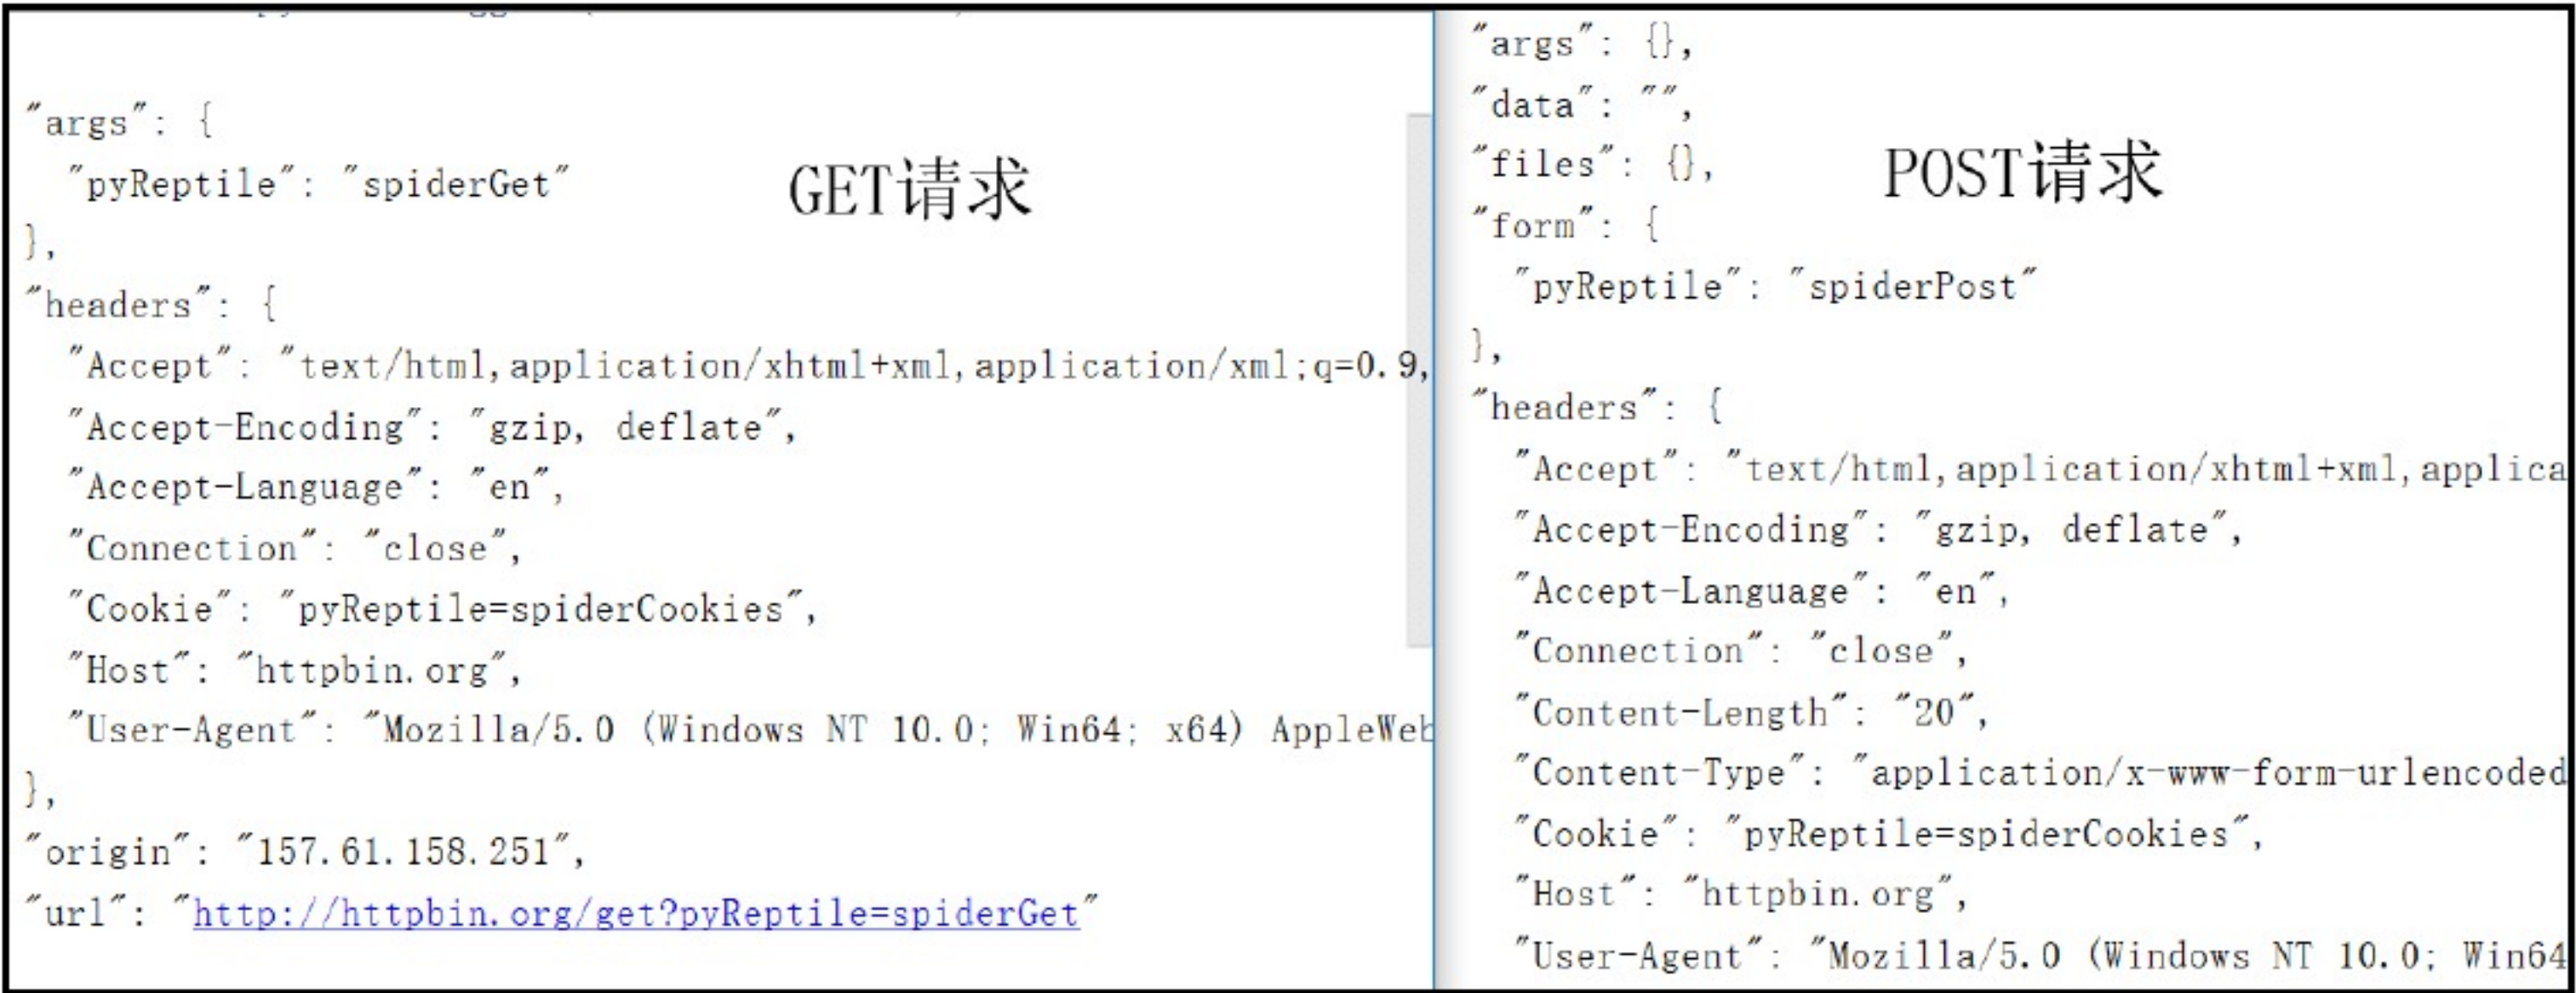 "args": {
"pyReptile": "spiderGet"
},
"headers": {
"Accept": "text/html,application/xhtml+xml,application/xml;q=0.9,
"Accept-Encoding": "gzip, deflate",
"Accept-Language": "en",
"Connection": "close",
"Cookie": "pyReptile=spiderCookies",
"Host": "httpbin.org",
"User-Agent": "Mozilla/5.0 (Windows NT 10.0; Win64; x64) AppleWeb
},
"origin": "157.61.158.251",
"url": "http://httpbin.org/get?pyReptile=spiderGet"
GET请求
"args": {},
"data": "",
"files": {},
"form": {
"pyReptile": "spiderPost"
},
"headers": {
"Accept": "text/html,application/xhtml+xml,applica
"Accept-Encoding": "gzip, deflate",
"Accept-Language": "en",
"Connection": "close",
"Content-Length": "20",
"Content-Type": "application/x-www-form-urlencoded
"Cookie": "pyReptile=spiderCookies",
"Host": "httpbin.org",
"User-Agent": "Mozilla/5.0 (Windows NT 10.0; Win64
POST请求